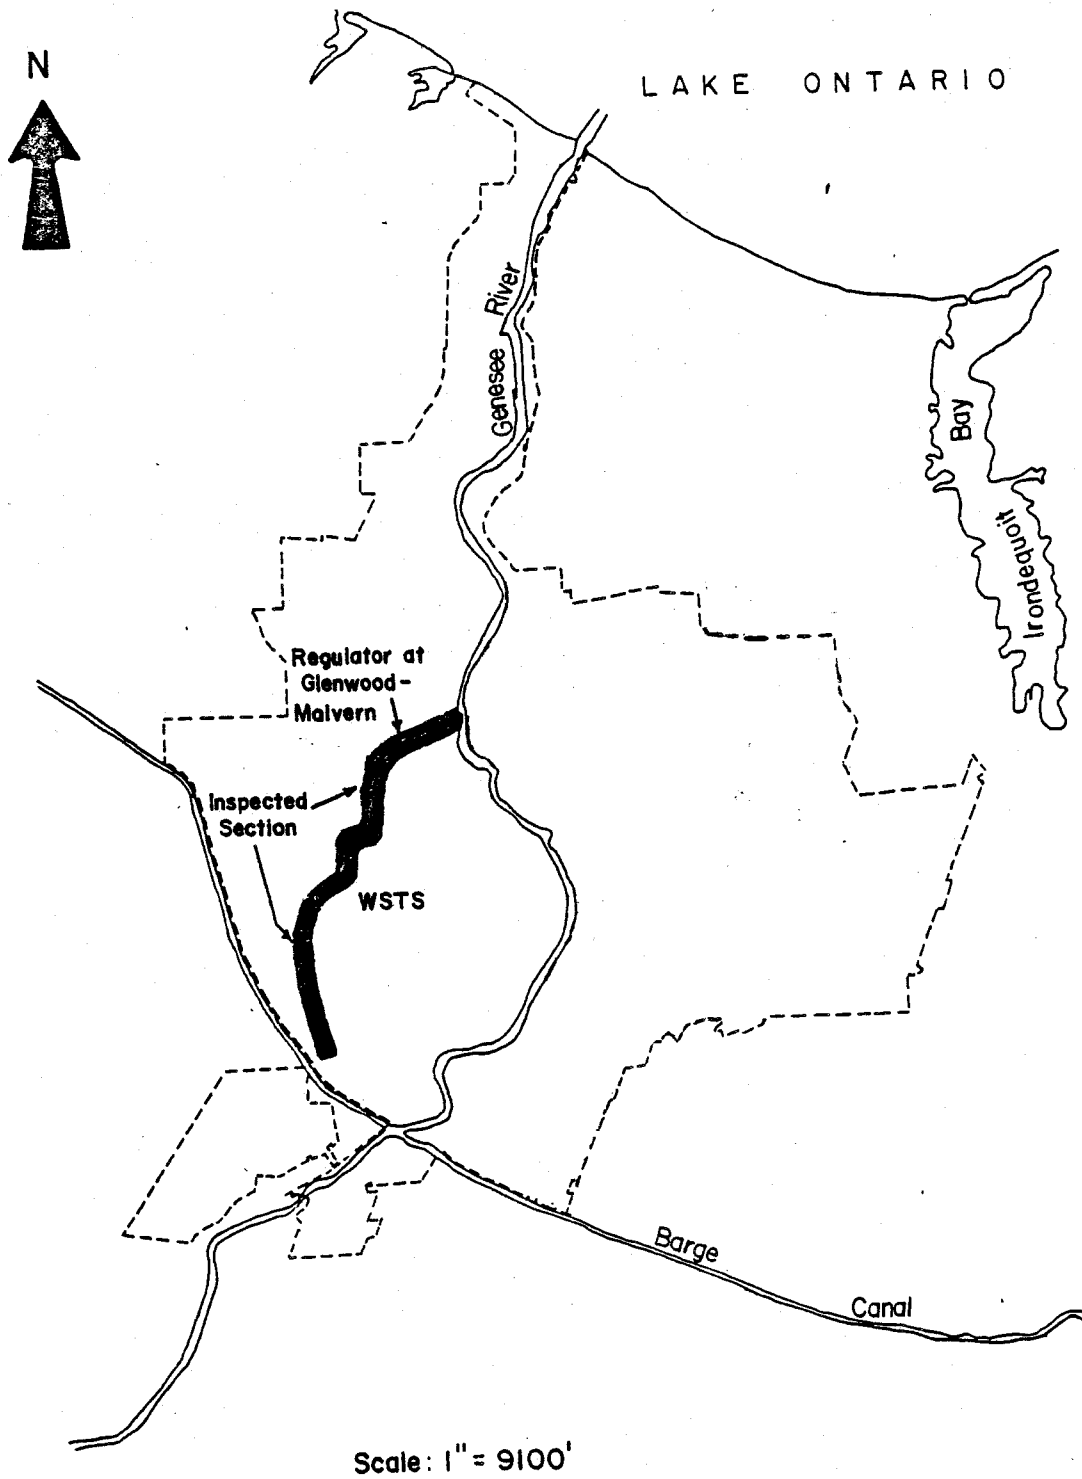 N
LAKE ONTARIO
Genesee River
Bay
Irondequoit
Regulator at
Glenwood-
Malvern
Inspected
Section
WSTS
Barge
Canal
Scale: 1" = 9100'